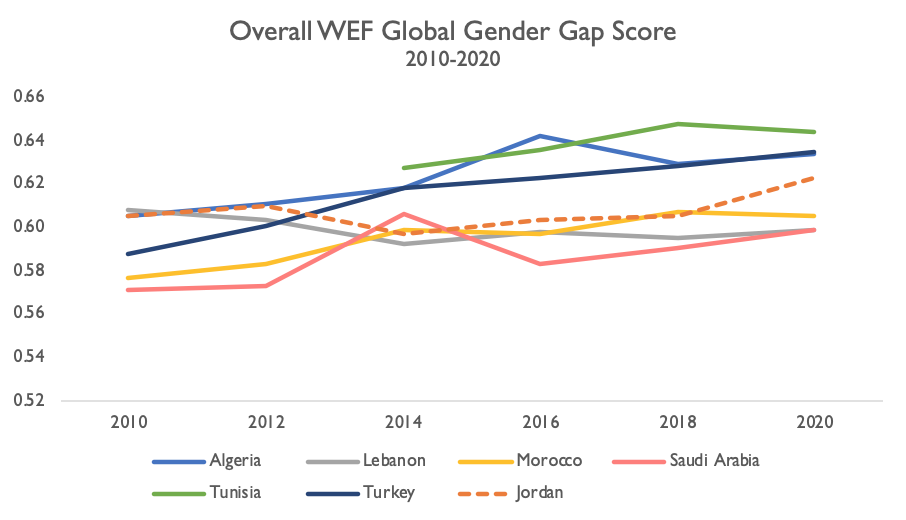 Overall WEF Global Gender Gap Score
2010-2020
0.66
0.64
0.62
0.60
0.58
0.56
0.54
0.52
2010 2012 2014 2016 2018 2020
Algeria Lebanon Morocco Saudi Arabia
Tunisia Turkey Jordan